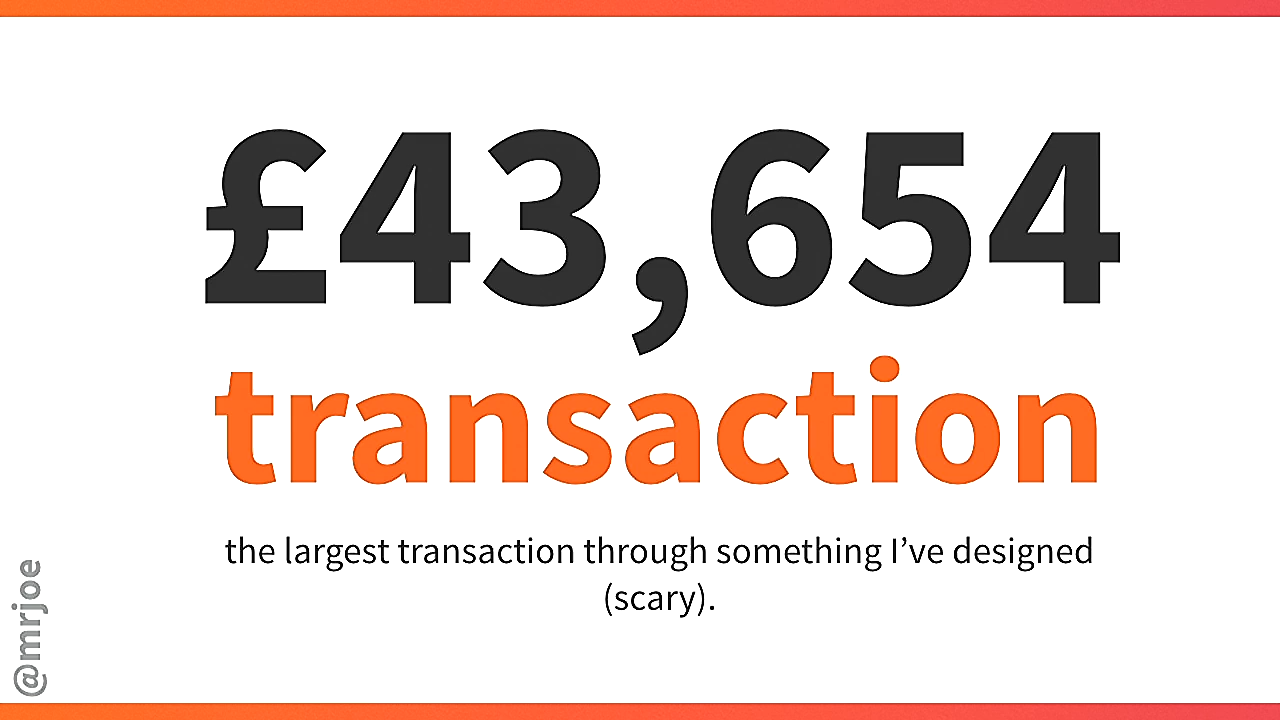 £43,654
transaction
the largest transaction through something I’ve designed
(scary).
@mrjoe